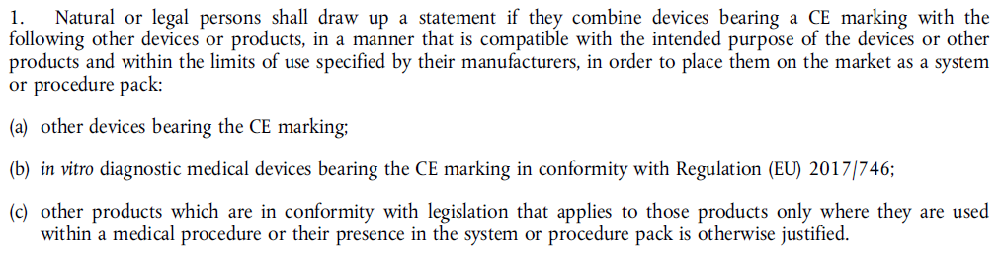 1. Natural or legal persons shall draw up a statement if they combine devices bearing a CE marking with the
following other devices or products, in a manner that is compatible with the intended purpose of the devices or other
products and within the limits of use specified by their manufacturers, in order to place them on the market as a system
or procedure pack:
(a) other devices bearing the CE marking;
(b) in vitro diagnostic medical devices bearing the CE marking in conformity with Regulation (EU) 2017/746;
(c) other products which are in conformity with legislation that applies to those products only where they are used
within a medical procedure or their presence in the system or procedure pack is otherwise justified.